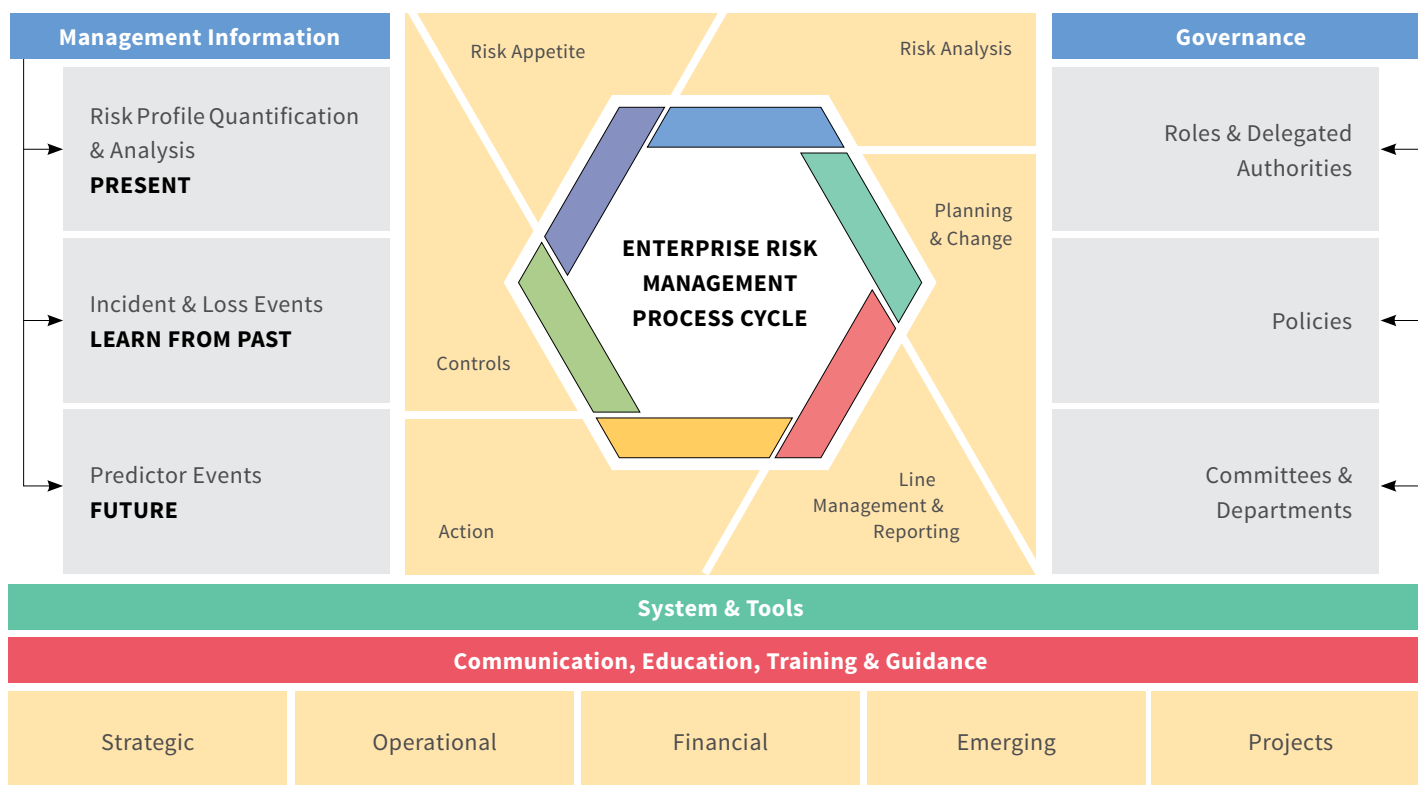 Management Information
Risk Profile Quantification
& Analysis
PRESENT
Incident & Loss Events
LEARN FROM PAST
Predictor Events
FUTURE
Risk Appetite
Risk Analysis
Planning
& Change
ENTERPRISE RISK
MANAGEMENT
PROCESS CYCLE
Controls
Line
Management &
Reporting
Action
Governance
Roles & Delegated
Authorities
Policies
Committees &
Departments
System & Tools
Communication, Education, Training & Guidance
Strategic
Operational
Financial
Emerging
Projects